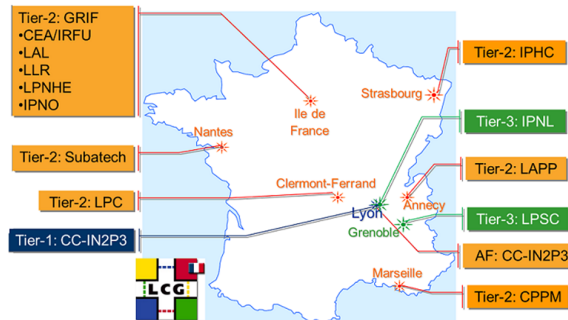 Tier-2: GRIF
•CEA/IRFU
•LAL
•LLR
•LPNHE
•IPNO
Tier-2: IPHC
Strasbourg
Ile de
France
Tier-3: IPNL
Nantes
Tier-2: Subatech
Tier-2: LAPP
Clermont-Ferrand
Tier-2: LPC
Annecy
Lyon
Tier-3: LPSC
Grenoble
Tier-1: CC-IN2P3
AF: CC-IN2P3
Marseille
LCG
Tier-2: CPPM